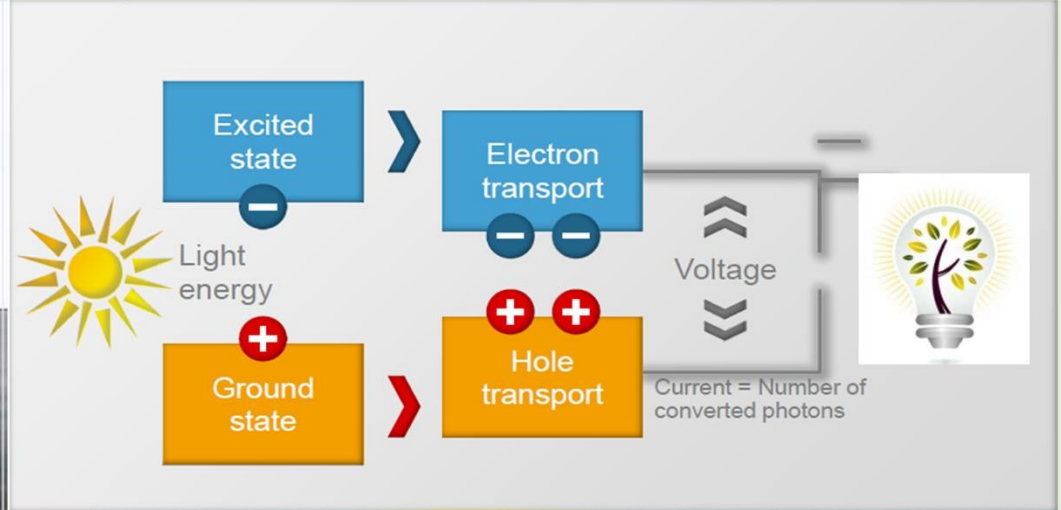 Excited
state
Electron
transport
Light
energy
Voltage
Ground
state
Hole
transport
Current = Number of
converted photons